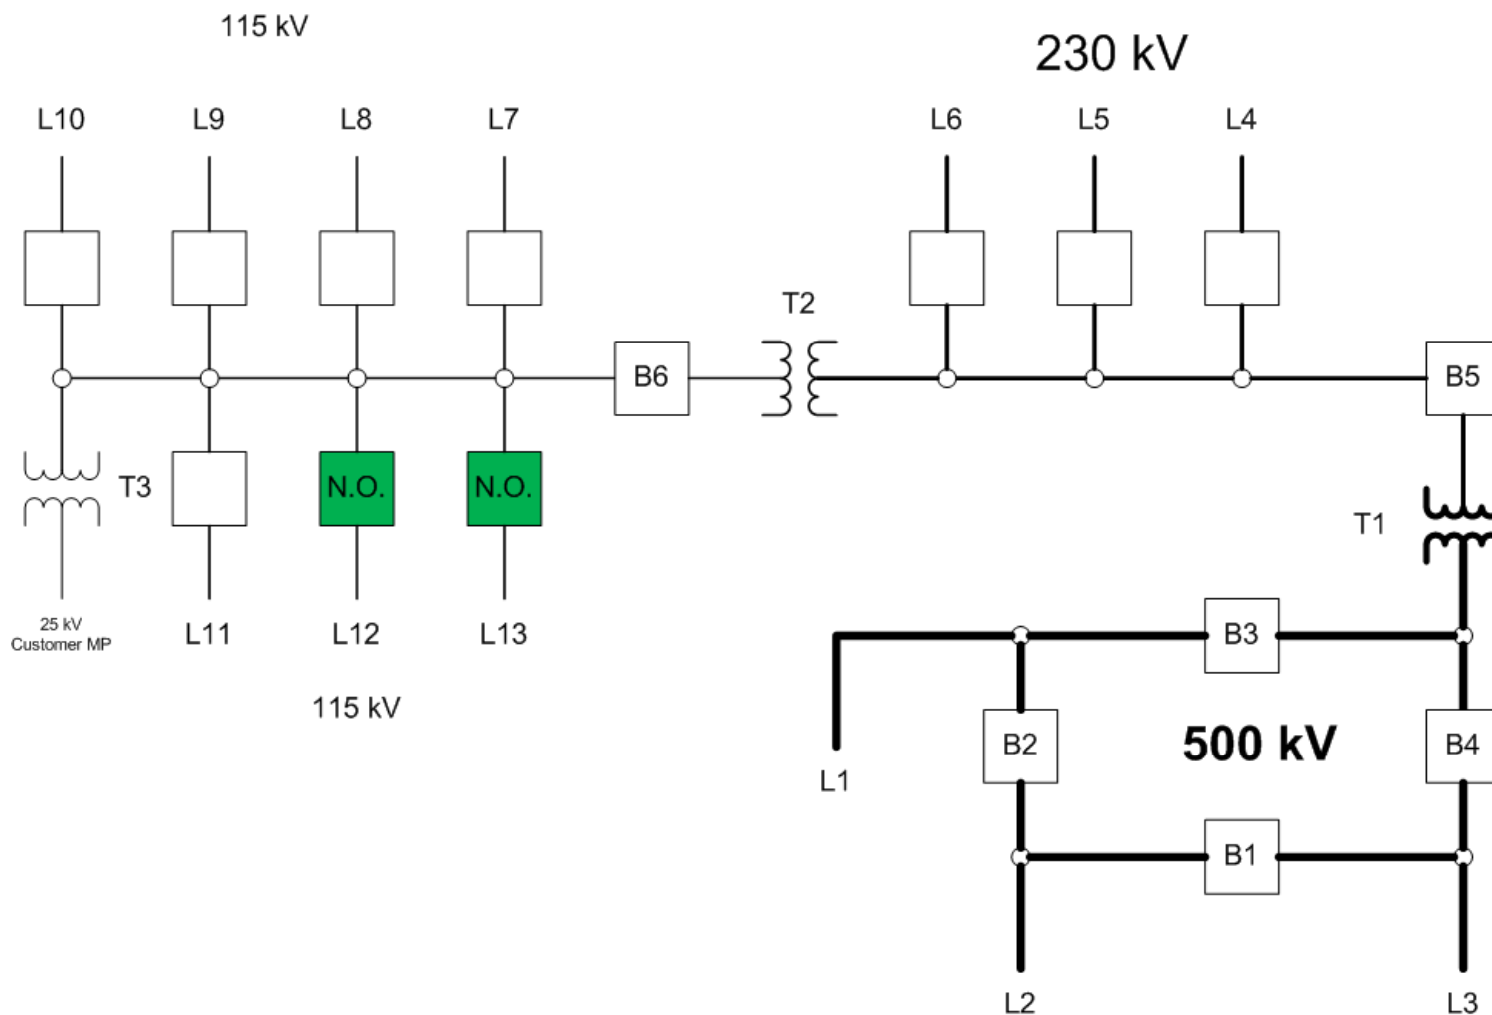 115 kV
230 kV
L10 L9 L8 L7 L6 L5 L4
T2
B6 B5
T3 N.O. N.O. T1
25 kV
Customer MP
L11 L12 L13 B3
115 kV
B2 500 kV B4
L1
B1
L2 L3